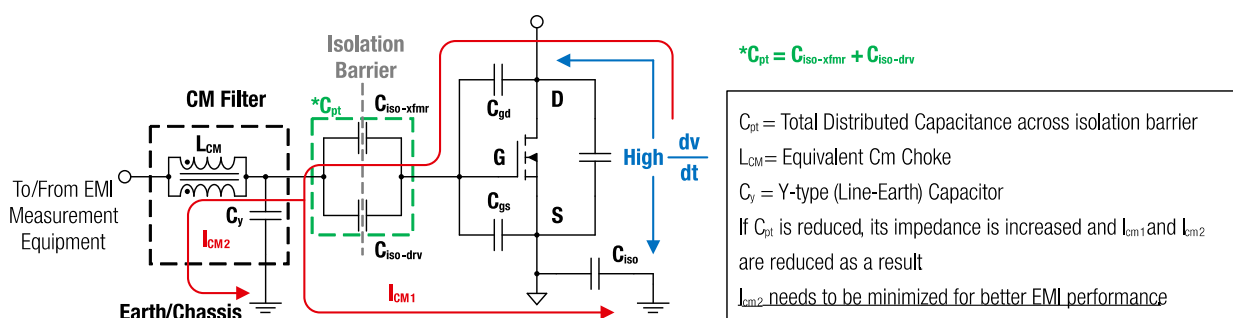 Isolation
Barrier
*Cpt = Ciso-xfmr + Ciso-drv
CM Filter
*Cpt
Ciso-xfmr
Cgd
D
LCM
G
High dv/dt
To/From EMI
Measurement
Equipment
Cy
Cgs
S
ICM2
Ciso-drv
Ciso
ICM1
Earth/Chassis
Cpt = Total Distributed Capacitance across isolation barrier
LCM = Equivalent Cm Choke
Cy = Y-type (Line-Earth) Capacitor
If Cpt is reduced, its impedance is increased and Icm1 and Icm2
are reduced as a result
Icm2 needs to be minimized for better EMI performance